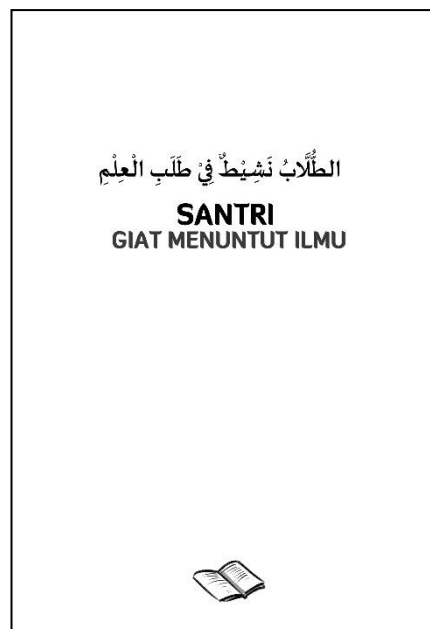 الطُّلَّابُ نَشِيْطٌ فِيْ طَلَبِ الْعِلْمِ
SANTRI
GIAT MENUNTUT ILMU